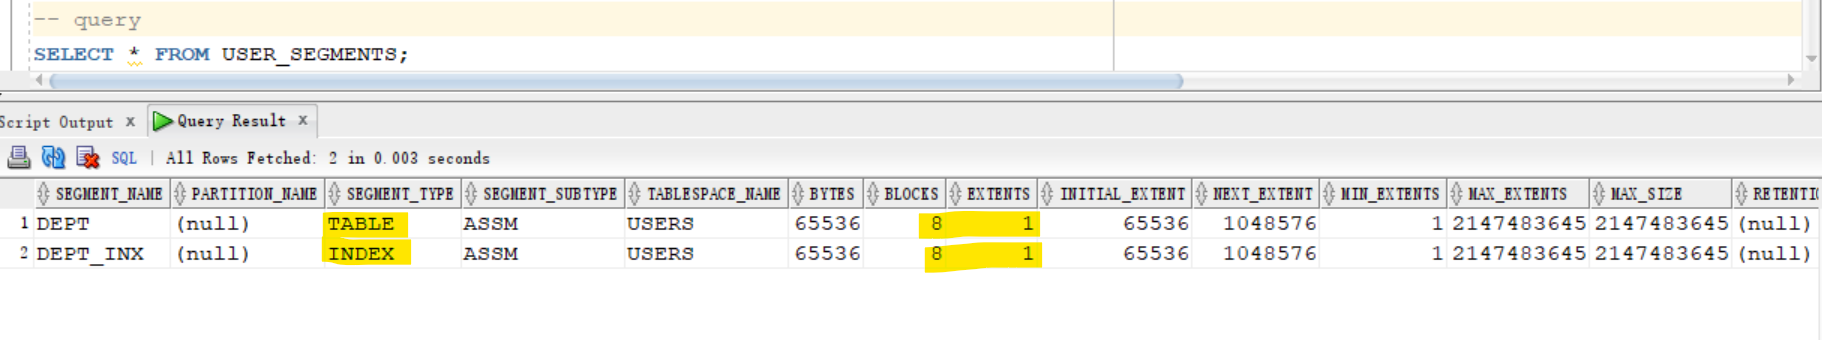 -- query
SELECT * FROM USER_SEGMENTS;
Script Output x Query Result x
SQL | All Rows Fetched: 2 in 0.003 seconds
SEGMENT_NAME PARTITION_NAME SEGMENT_TYPE SEGMENT_SUBTYPE TABLESPACE_NAME BYTES BLOCKS EXTENTS INITIAL_EXTENT NEXT_EXTENT MIN_EXTENTS MAX_EXTENTS MAX_SIZE RETENTI
1 DEPT (null) TABLE ASSM USERS 65536 8 1 65536 1048576 1 2147483645 2147483645 (null)
2 DEPT_INX (null) INDEX ASSM USERS 65536 8 1 65536 1048576 1 2147483645 2147483645 (null)